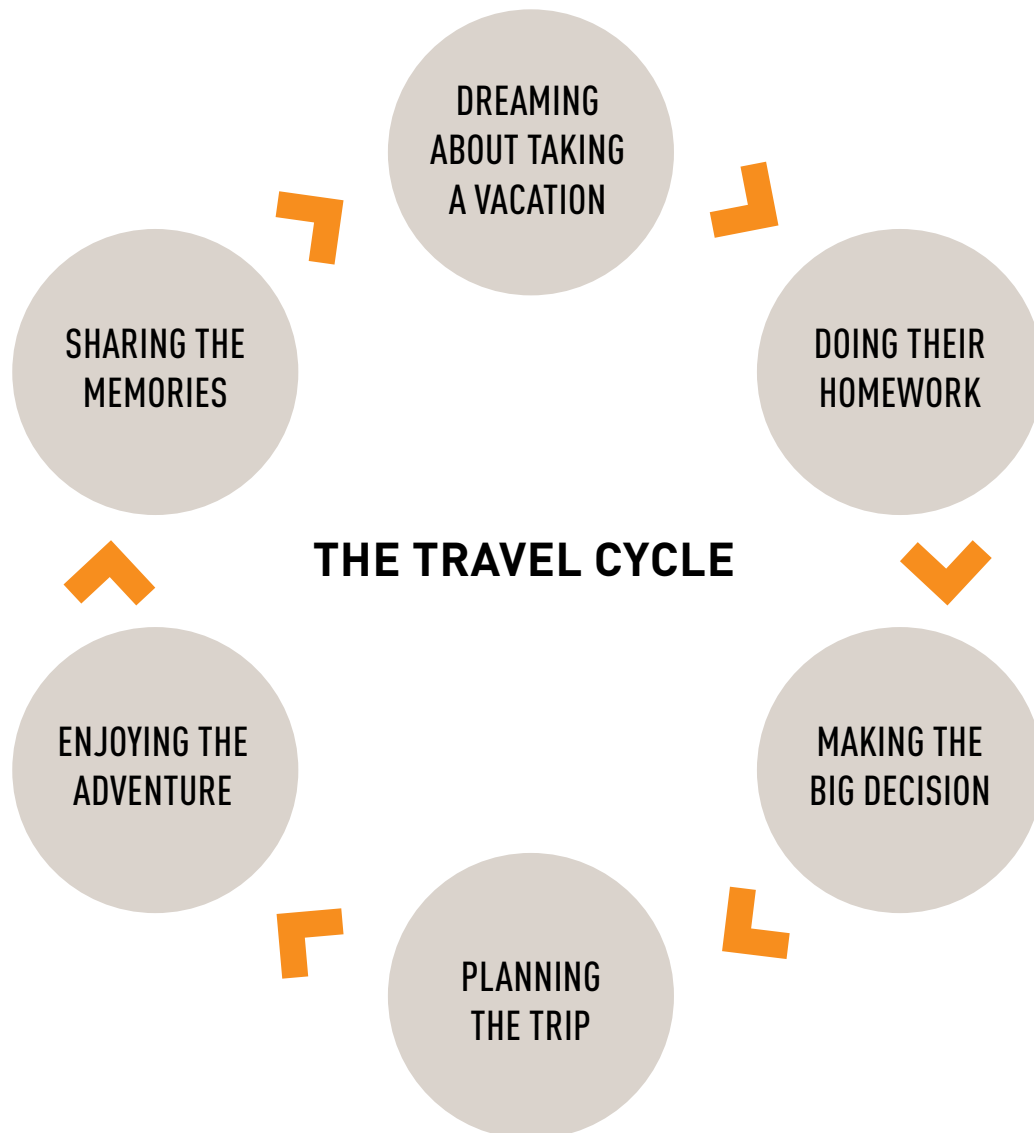 DREAMING
ABOUT TAKING
A VACATION
DOING THEIR
HOMEWORK
MAKING THE
BIG DECISION
PLANNING
THE TRIP
ENJOYING THE
ADVENTURE
SHARING THE
MEMORIES
THE TRAVEL CYCLE